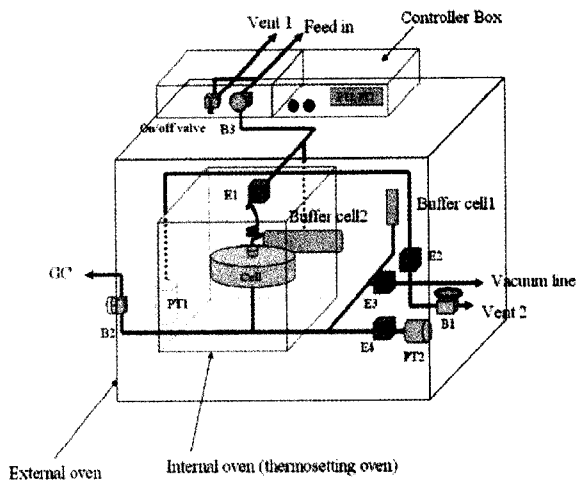 Vent 1
Feed in
Controller Box
On/off valve
B3
E1
Buffer cell2
Buffer cell1
Cell
E2
GC
PT1
E3
Vacuum line
B2
B1
Vent 2
E4
PT2
External oven
Internal oven (thermosetting oven)